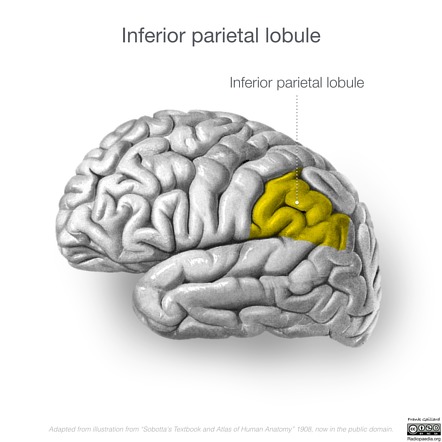 Inferior parietal lobule
Inferior parietal lobule
Adapted from Illustration from "Sobotta's Textbook and Atlas of Human Anatomy" 1908, now in the public domain.
Frank Gaillard
Radiopaedia.org